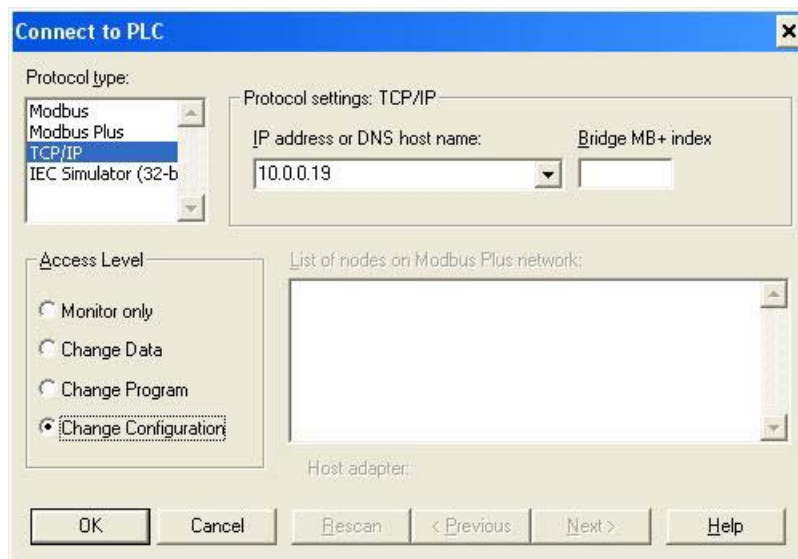 Connect to PLC
Protocol type:
Modbus
Modbus Plus
TCP/IP
IEC Simulator (32-b
Protocol settings: TCP/IP
IP address or DNS host name:
Bridge MB+ index
10.0.0.19
Access Level
Monitor only
Change Data
Change Program
Change Configuration
List of nodes on Modbus Plus network:
Host adapter:
OK
Cancel
Rescan
< Previous
Next >
Help